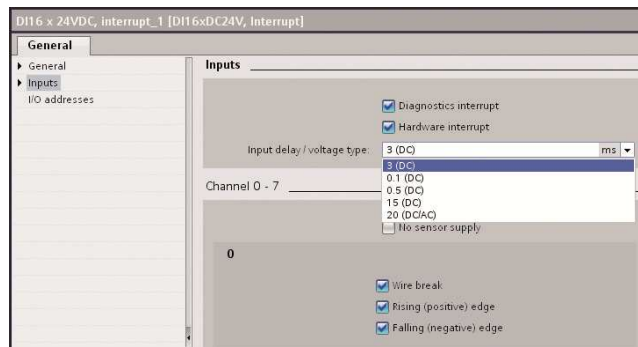 DI16 x 24VDC, interrupt_1 [DI16xDC24V, Interrupt]
General
General
Inputs
I/O addresses
Inputs
Diagnostics interrupt
Hardware interrupt
Input delay / voltage type: 3 (DC) ms
3 (DC)
0.1 (DC)
0.5 (DC)
15 (DC)
20 (DC/AC)
Channel 0 - 7
No sensor supply
0
Wire break
Rising (positive) edge
Falling (negative) edge